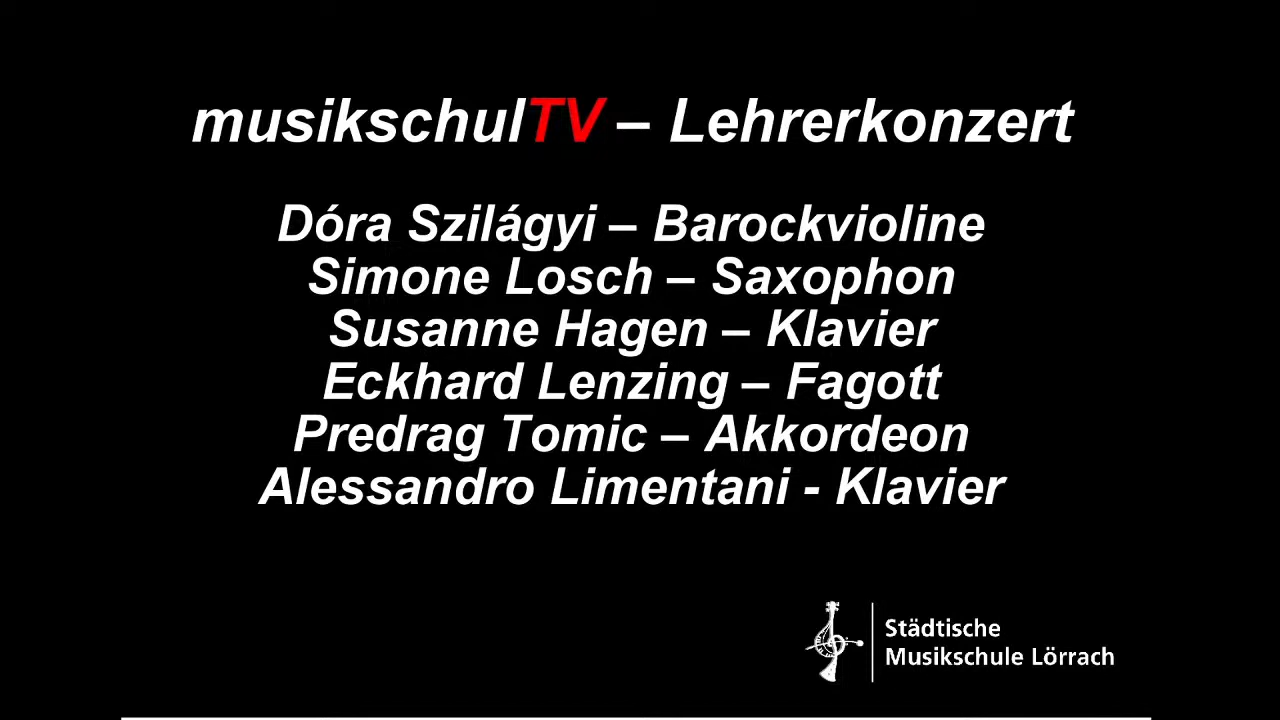 musikschulTV – Lehrerkonzert
Dóra Szilágyi – Barockvioline
Simone Losch – Saxophon
Susanne Hagen – Klavier
Eckhard Lenzing – Fagott
Predrag Tomic – Akkordeon
Alessandro Limentani - Klavier
Städtische
Musikschule Lörrach